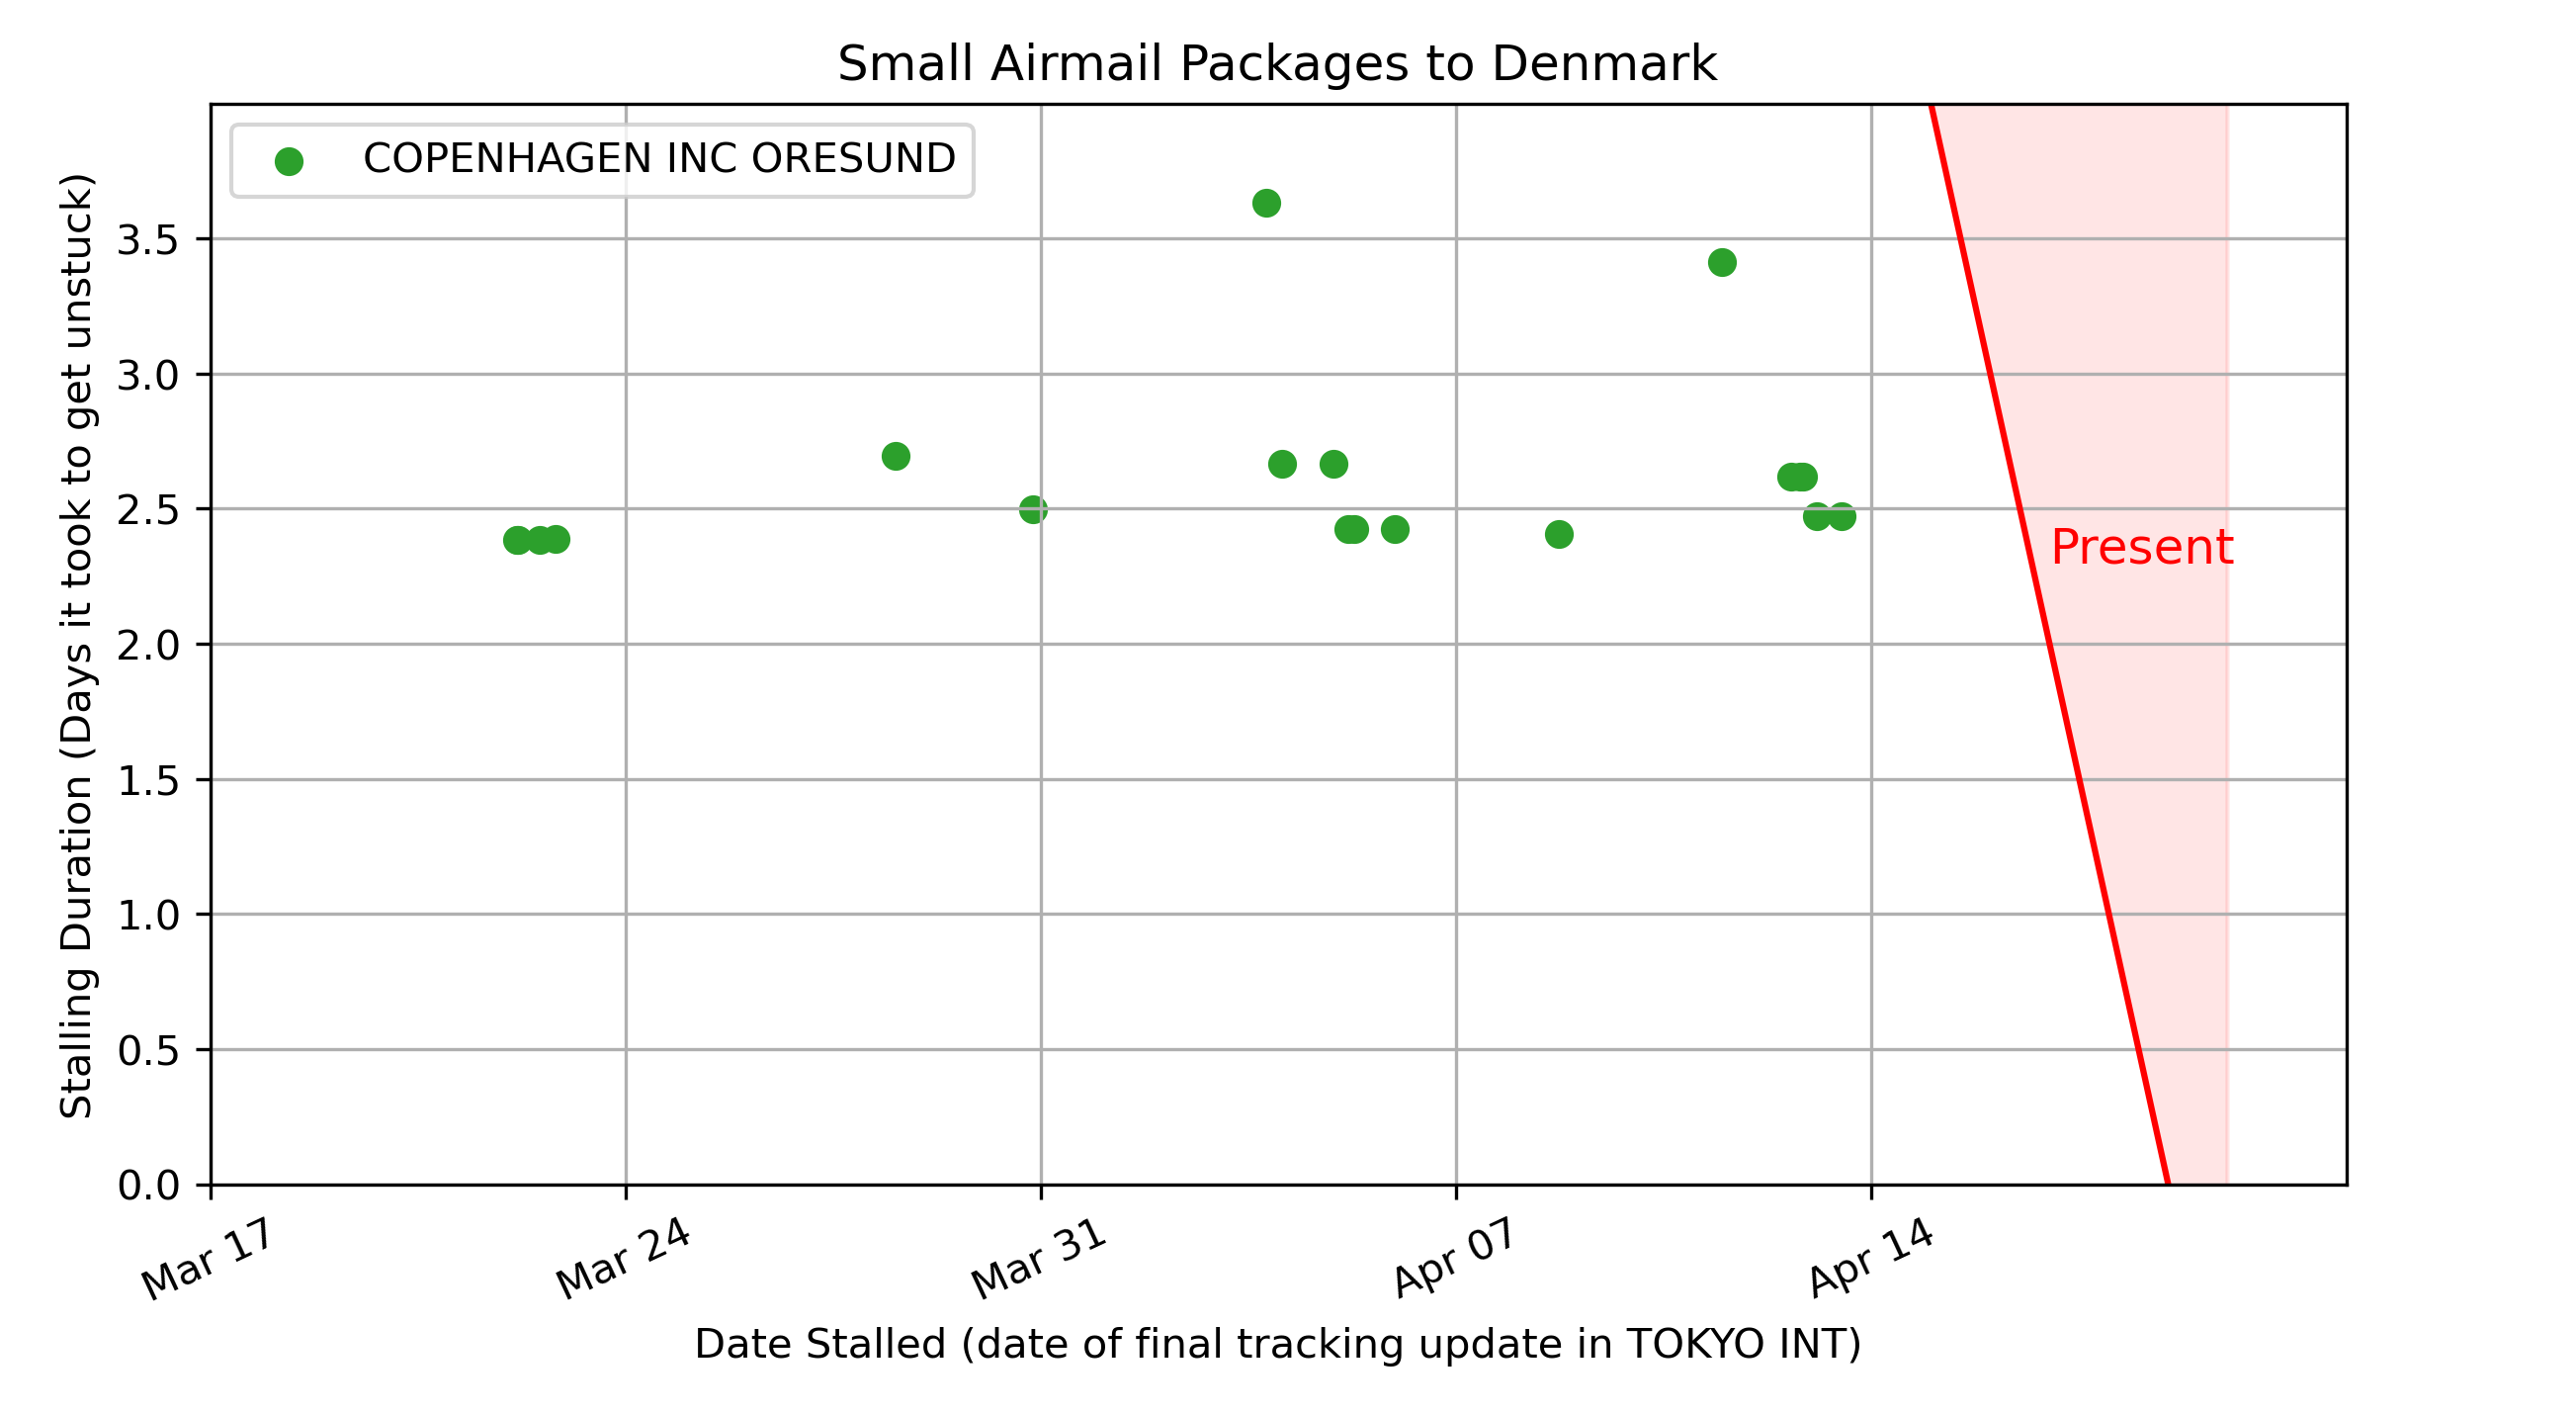 Small Airmail Packages to Denmark
COPENHAGEN INC ORESUND
Stalling Duration (Days it took to get unstuck)
3.5
3.0
2.5
2.0
1.5
1.0
0.5
0.0
Present
Mar 17
Mar 24
Mar 31
Apr 07
Apr 14
Date Stalled (date of final tracking update in TOKYO INT)